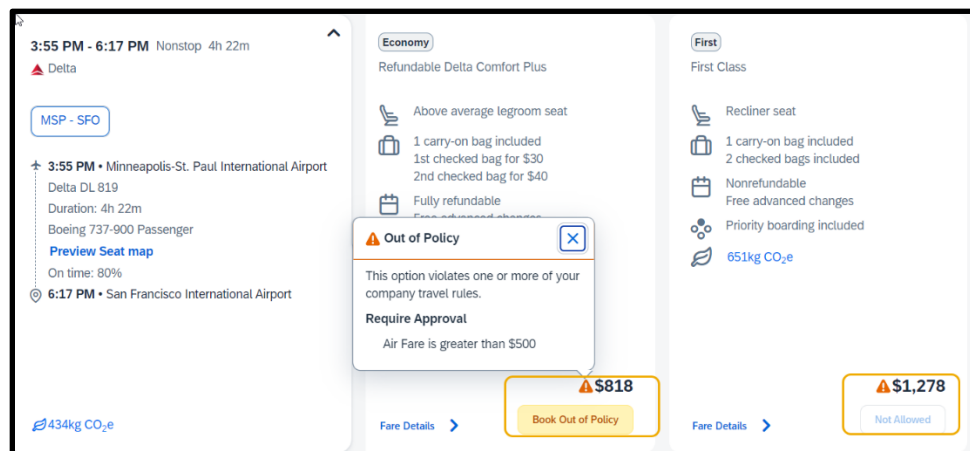 3:55 PM - 6:17 PM Nonstop 4h 22m
Delta
MSP - SFO
3:55 PM • Minneapolis-St. Paul International Airport
Delta DL 819
Duration: 4h 22m
Boeing 737-900 Passenger
Preview Seat map
On time: 80%
6:17 PM • San Francisco International Airport
434kg CO₂e
Economy
Refundable Delta Comfort Plus
Above average legroom seat
1 carry-on bag included
1st checked bag for $30
2nd checked bag for $40
Fully refundable
Free advanced changes
Out of Policy
This option violates one or more of your
company travel rules.
Require Approval
Air Fare is greater than $500
$818
Fare Details
Book Out of Policy
First
First Class
Recliner seat
1 carry-on bag included
2 checked bags included
Nonrefundable
Free advanced changes
Priority boarding included
651kg CO₂e
$1,278
Fare Details
Not Allowed